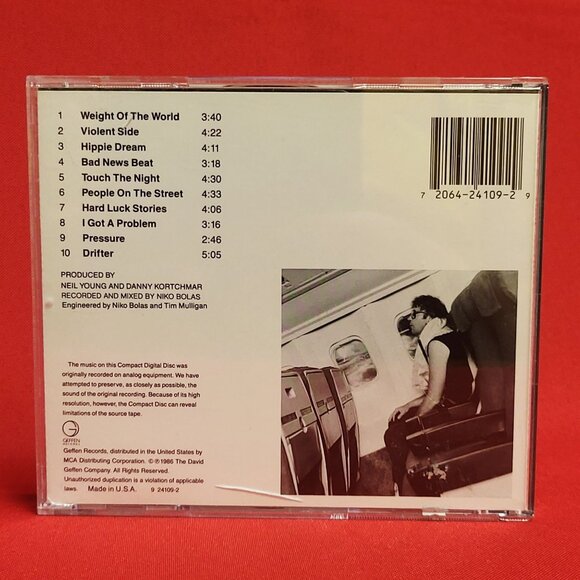 1 Weight Of The World 3:40
2 Violent Side 4:22
3 Hippie Dream 4:11
4 Bad News Beat 3:18
5 Touch The Night 4:30
6 People On The Street 4:33
7 Hard Luck Stories 4:06
8 I Got A Problem 3:16
9 Pressure 2:46
10 Drifter 5:05
7 2064-24109-2 9
PRODUCED BY
NEIL YOUNG AND DANNY KORTCHMAR
RECORDED AND MIXED BY NIKO BOLAS
Engineered by Niko Bolas and Tim Mulligan
The music on this Compact Digital Disc was
originally recorded on analog equipment. We have
attempted to preserve, as closely as possible, the
sound of the original recording. Because of its high
resolution, however, the Compact Disc can reveal
limitations of the source tape.
GEFFEN
RECORDS
Geffen Records, distributed in the United States by
MCA Distributing Corporation. © ℗ 1986 The David
Geffen Company. All Rights Reserved.
Unauthorized duplication is a violation of applicable
laws. Made in U.S.A. 9 24109-2